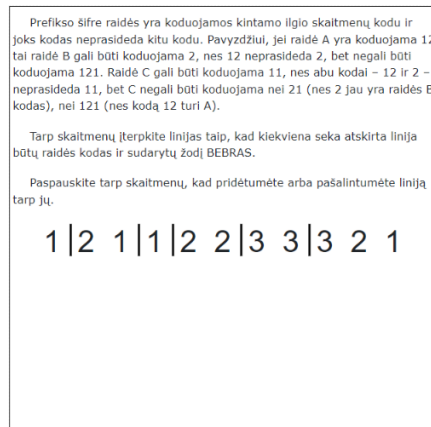 Prefikso šifre raidės yra koduojamos kintamo ilgio skaitmenų kodu ir
joks kodas neprasideda kitu kodu. Pavyzdžiui, jei raidė A yra koduojama 12
tai raidė B gali būti koduojama 2, nes 12 neprasideda 2, bet negali būti
koduojama 121. Raidė C gali būti koduojama 11, nes abu kodai – 12 ir 2 –
neprasideda 11, bet C negali būti koduojama nei 21 (nes 2 jau yra raidės B
kodas), nei 121 (nes kodą 12 turi A).
Tarp skaitmenų įterpkite linijas taip, kad kiekviena seka atskirta linija
būtų raidės kodas ir sudarytų žodį BEBRAS.
Paspauskite tarp skaitmenų, kad pridėtumėte arba pašalintumėte liniją
tarp jų.
1|2 1|1|2 2|3 3|3 2 1